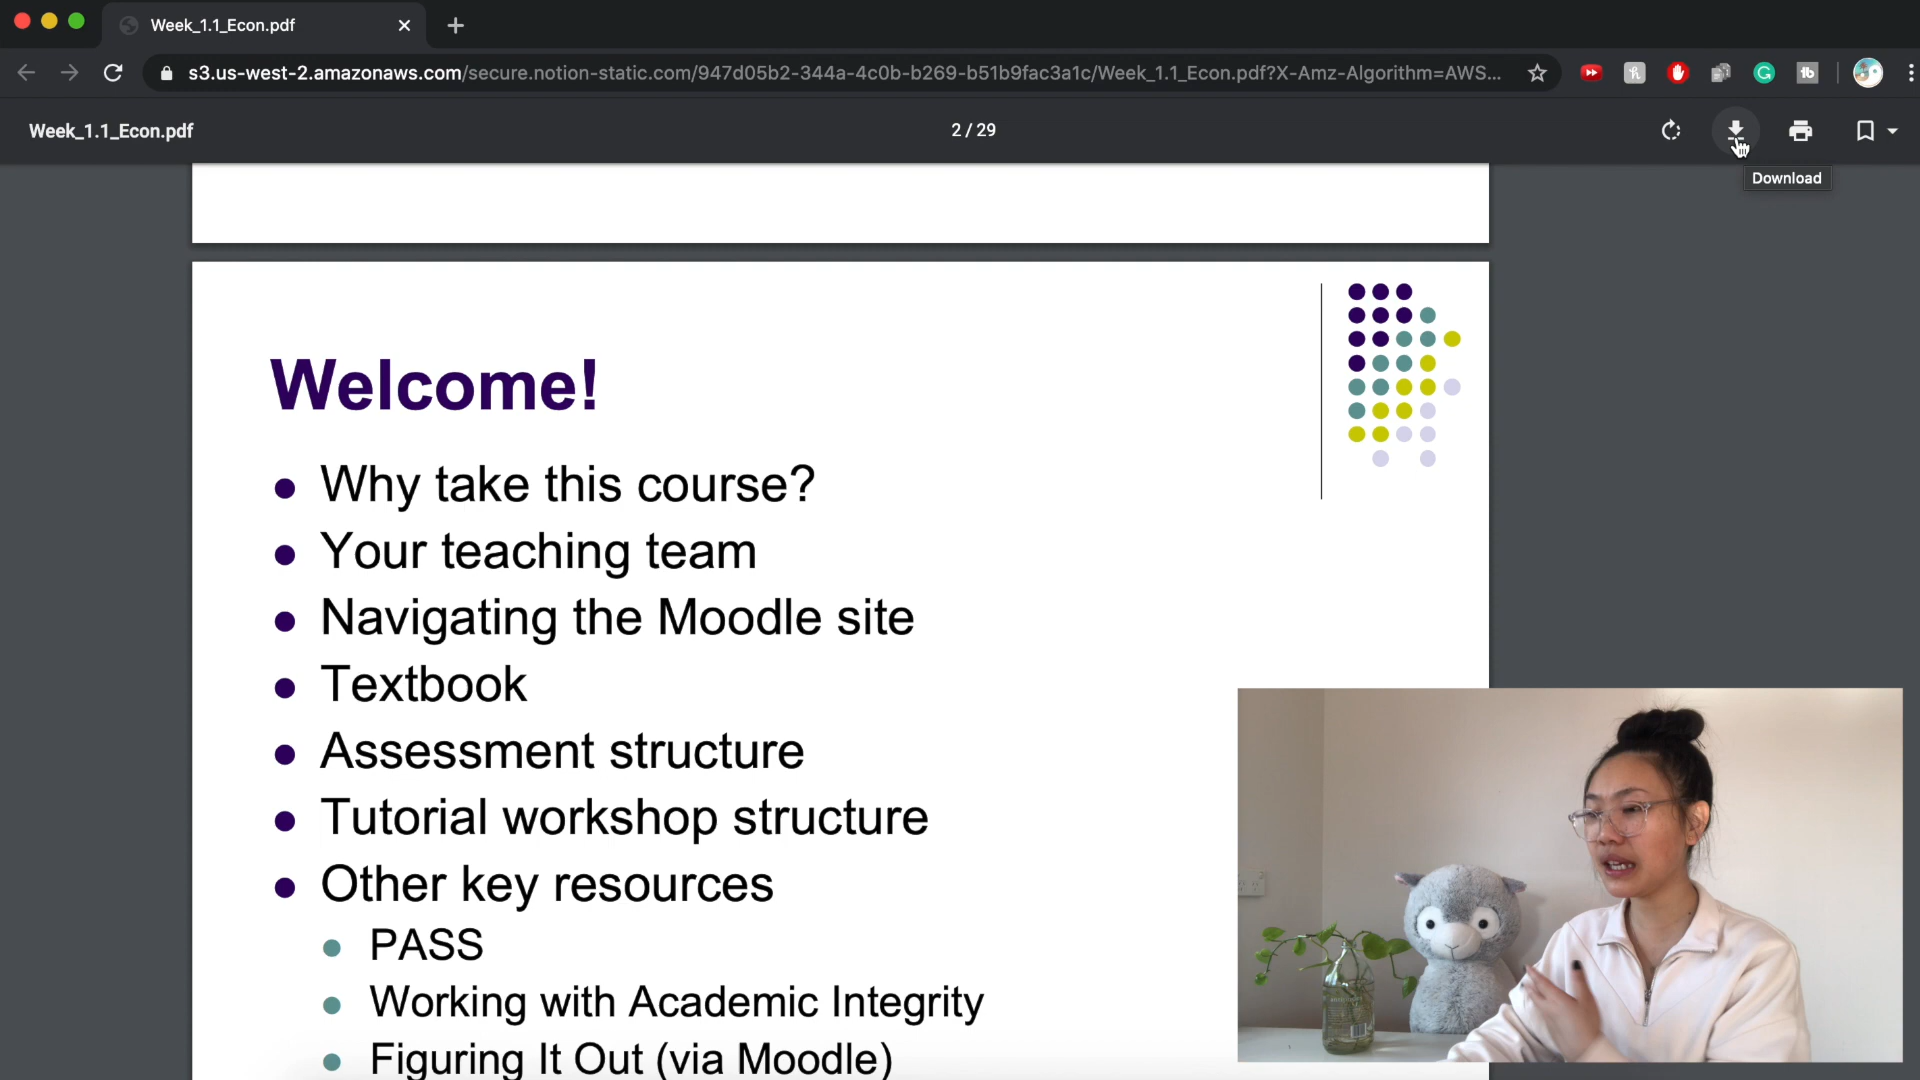 Week_1.1_Econ.pdf
s3.us-west-2.amazonaws.com/secure.notion-static.com/947d05b2-344a-4c0b-b269-b51b9fac3a1c/Week_1.1_Econ.pdf?X-Amz-Algorithm=AWS...
Week_1.1_Econ.pdf
2 / 29
Download
Welcome!
Why take this course?
Your teaching team
Navigating the Moodle site
Textbook
Assessment structure
Tutorial workshop structure
Other key resources
PASS
Working with Academic Integrity
Figuring It Out (via Moodle)